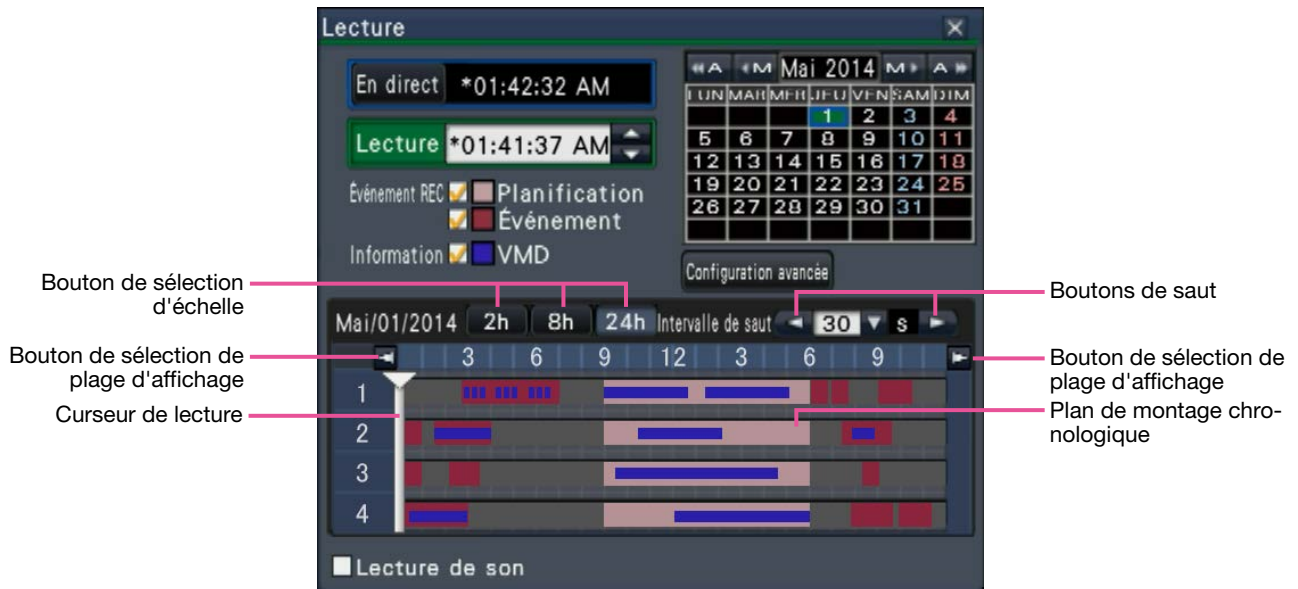 Lecture
En direct *01:42:32 AM
Lecture *01:41:37 AM
Événement REC Planification
Événement
Information VMD
A M Mai 2014 M A
LUN MAR MER JEU VEN SAM DIM
1 2 3 4
5 6 7 8 9 10 11
12 13 14 15 16 17 18
19 20 21 22 23 24 25
26 27 28 29 30 31
Configuration avancée
Bouton de sélection
d'échelle
Boutons de saut
Mai/01/2014 2h 8h 24h Intervalle de saut 30 s
Bouton de sélection de
plage d'affichage
3 6 9 12 3 6 9
Bouton de sélection de
plage d'affichage
Curseur de lecture
Plan de montage chro-
nologique
1
2
3
4
Lecture de son